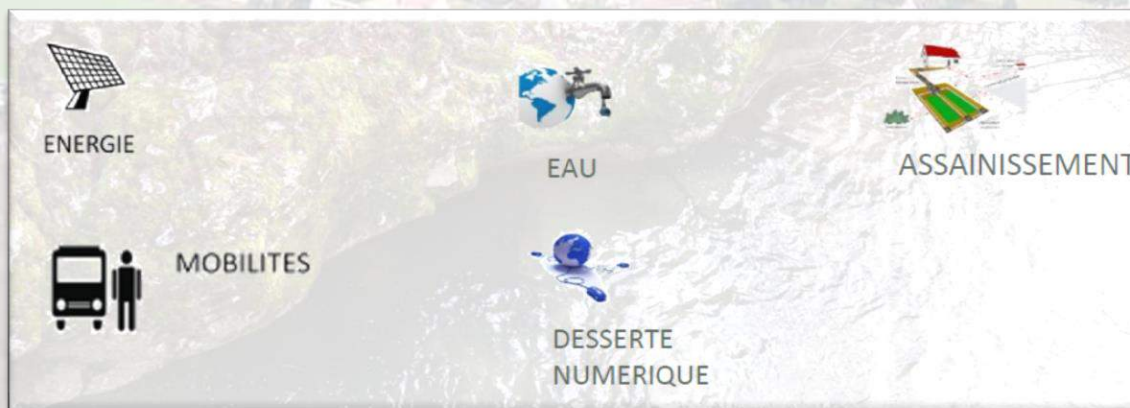 ENERGIE
EAU
ASSAINISSEMENT
MOBILITES
DESSERTE
NUMERIQUE